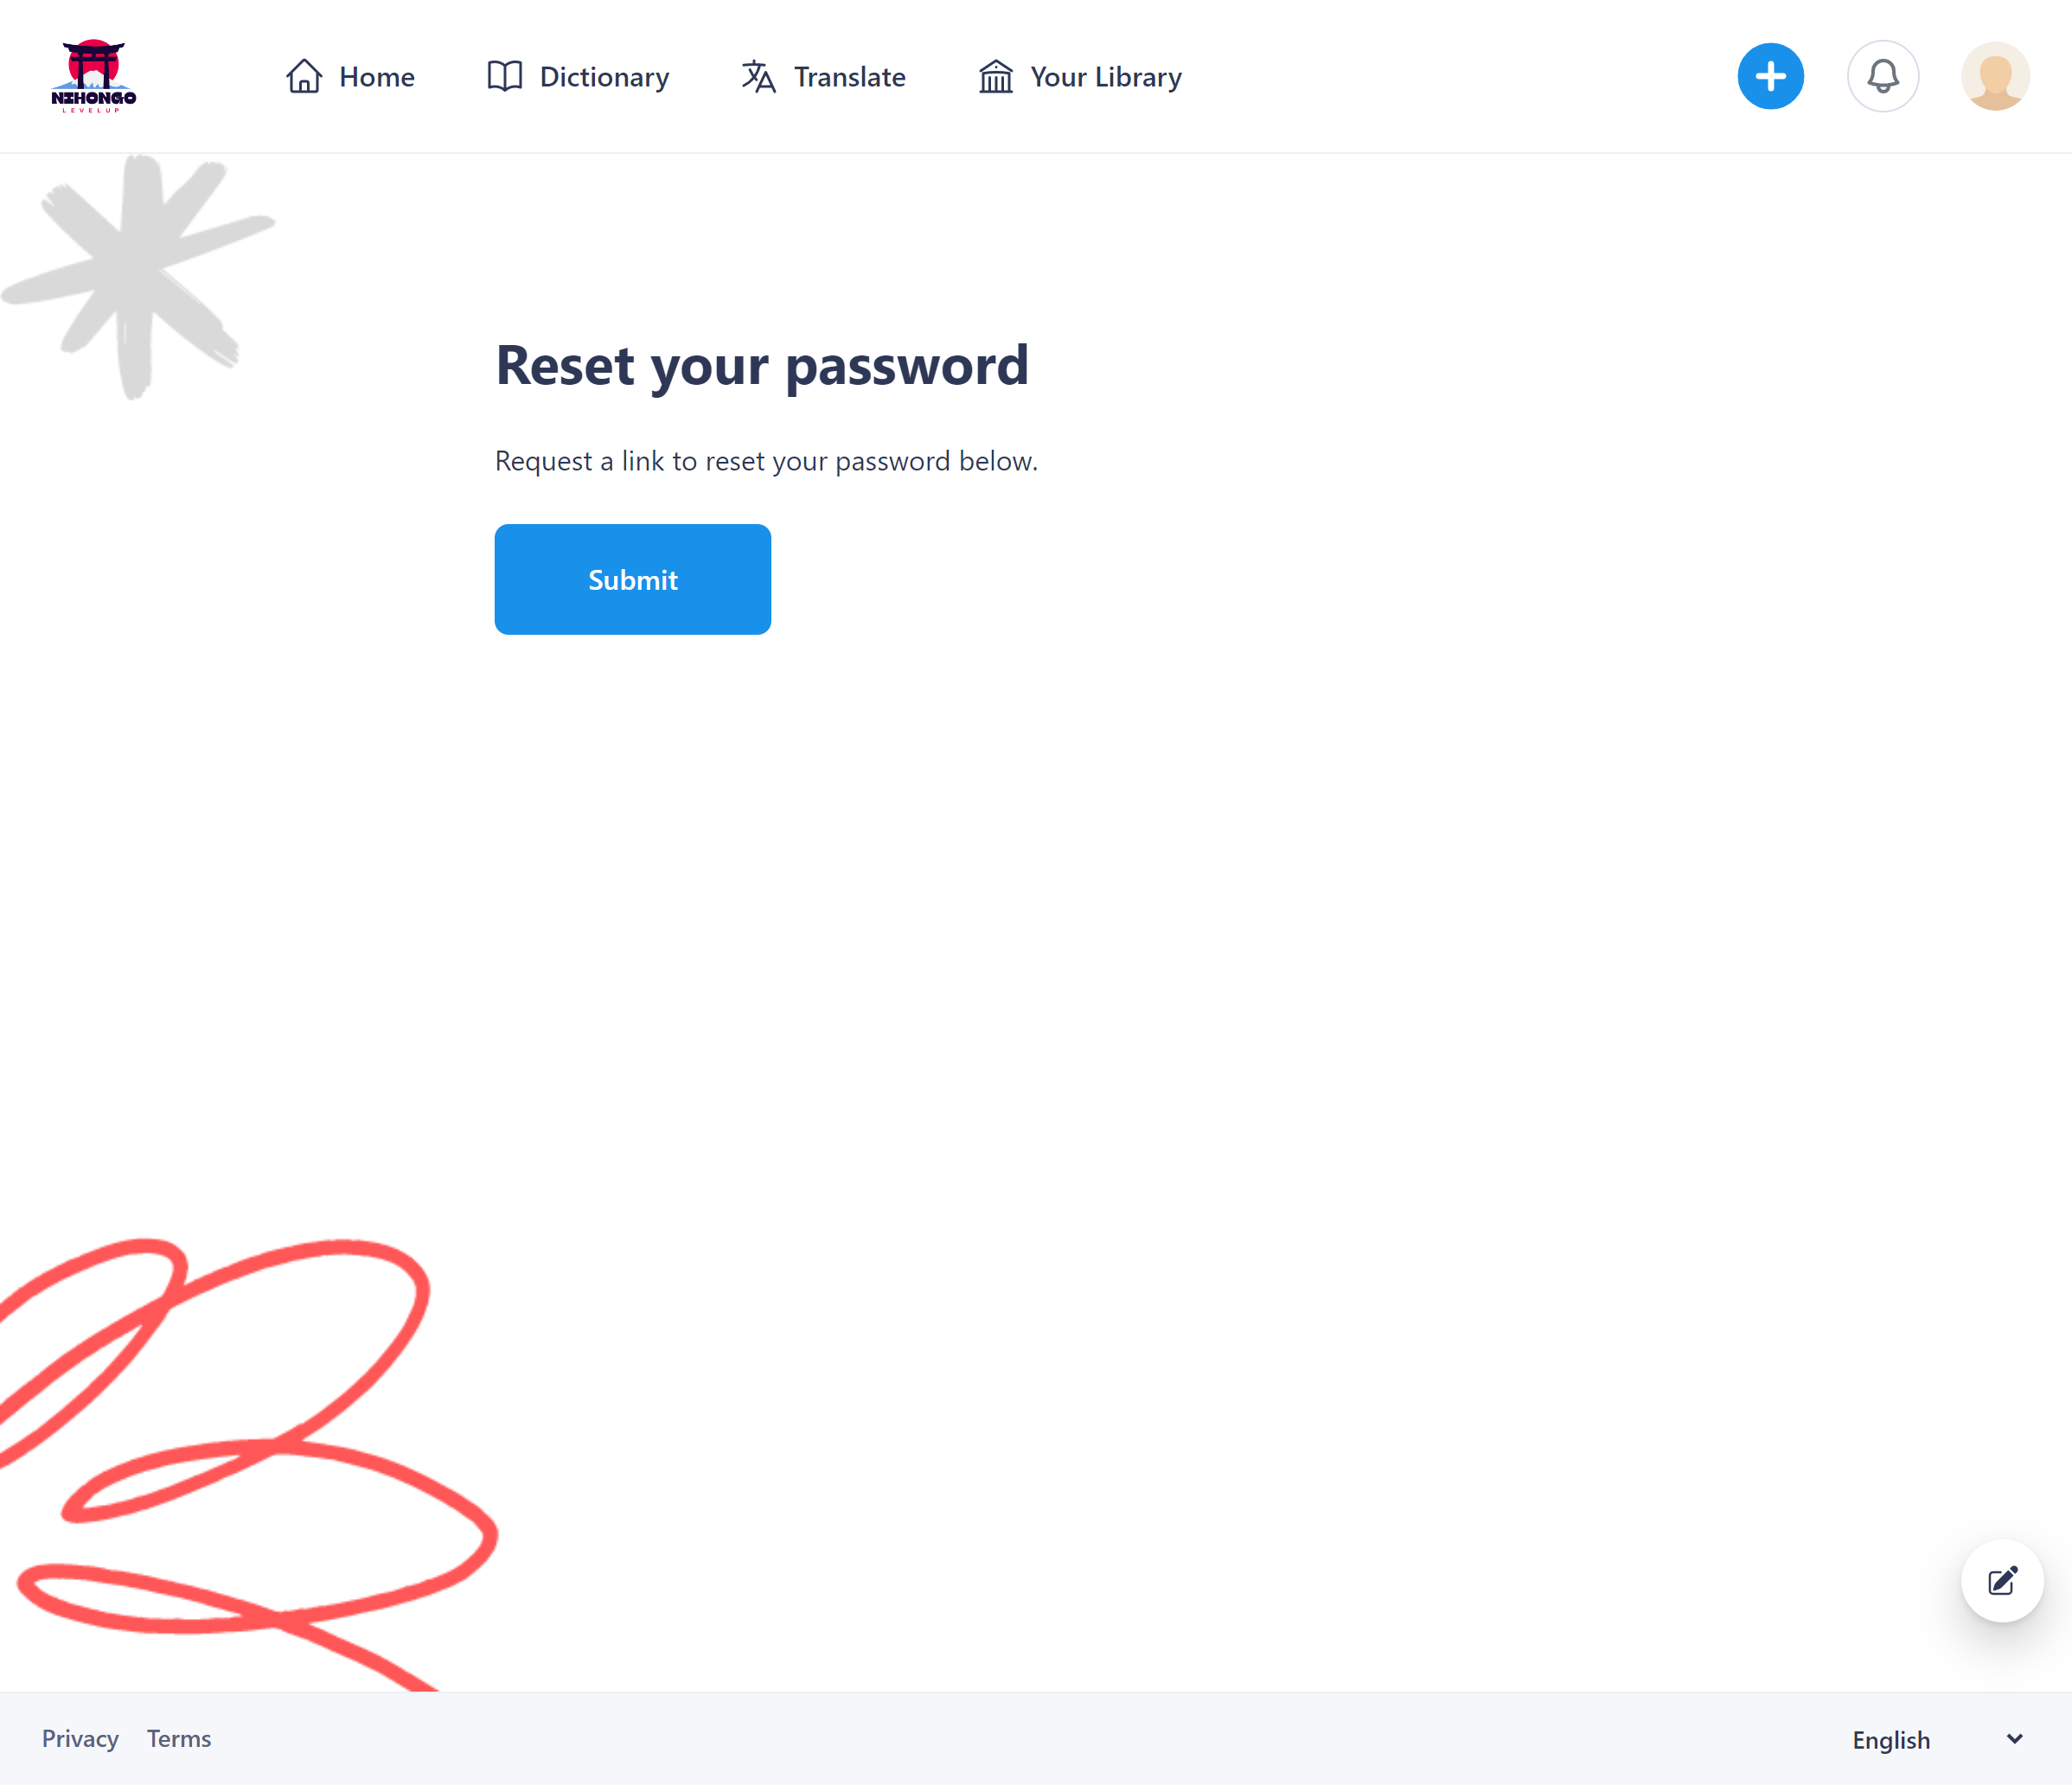 NIHONGO
LEVELUP
Home
Dictionary
Translate
Your Library
Reset your password
Request a link to reset your password below.
Submit
Privacy
Terms
English